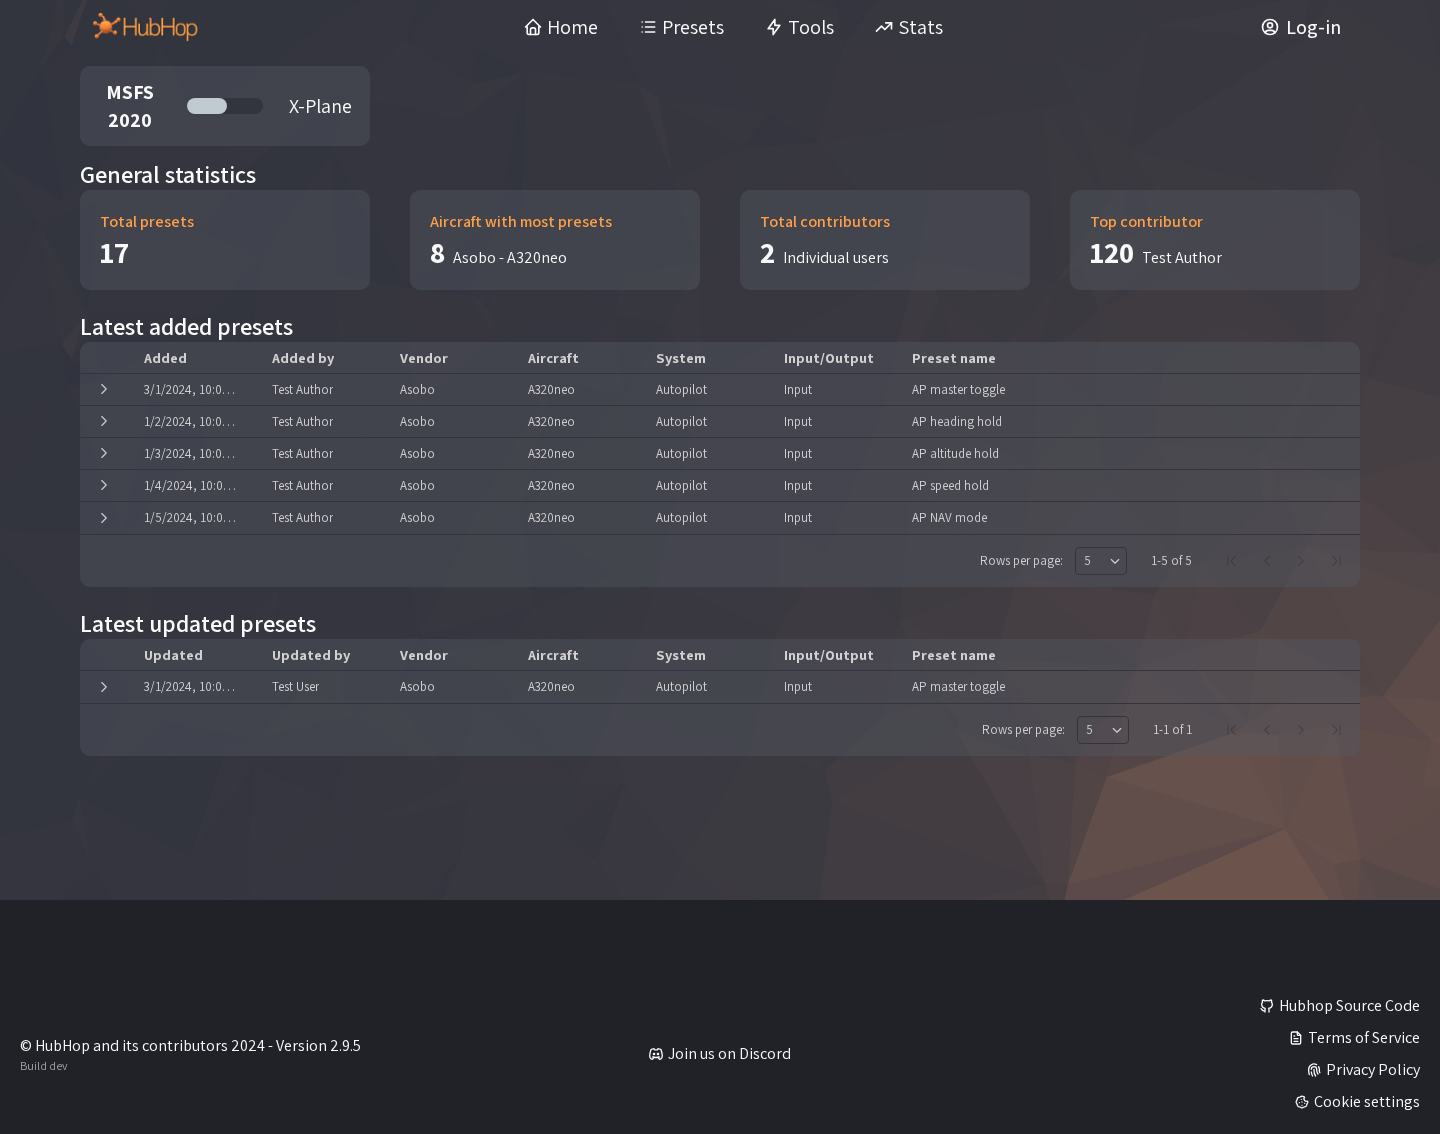 HubHop
Home
Presets
Tools
Stats
Log-in
MSFS
2020
X-Plane
General statistics
Total presets
17
Aircraft with most presets
8 Asobo - A320neo
Total contributors
2 Individual users
Top contributor
120 Test Author
Latest added presets
Added Added by Vendor Aircraft System Input/Output Preset name
3/1/2024, 10:0... Test Author Asobo A320neo Autopilot Input AP master toggle
1/2/2024, 10:0... Test Author Asobo A320neo Autopilot Input AP heading hold
1/3/2024, 10:0... Test Author Asobo A320neo Autopilot Input AP altitude hold
1/4/2024, 10:0... Test Author Asobo A320neo Autopilot Input AP speed hold
1/5/2024, 10:0... Test Author Asobo A320neo Autopilot Input AP NAV mode
Rows per page: 5 1-5 of 5
Latest updated presets
Updated Updated by Vendor Aircraft System Input/Output Preset name
3/1/2024, 10:0... Test User Asobo A320neo Autopilot Input AP master toggle
Rows per page: 5 1-1 of 1
© HubHop and its contributors 2024 - Version 2.9.5
Build dev
Join us on Discord
Hubhop Source Code
Terms of Service
Privacy Policy
Cookie settings